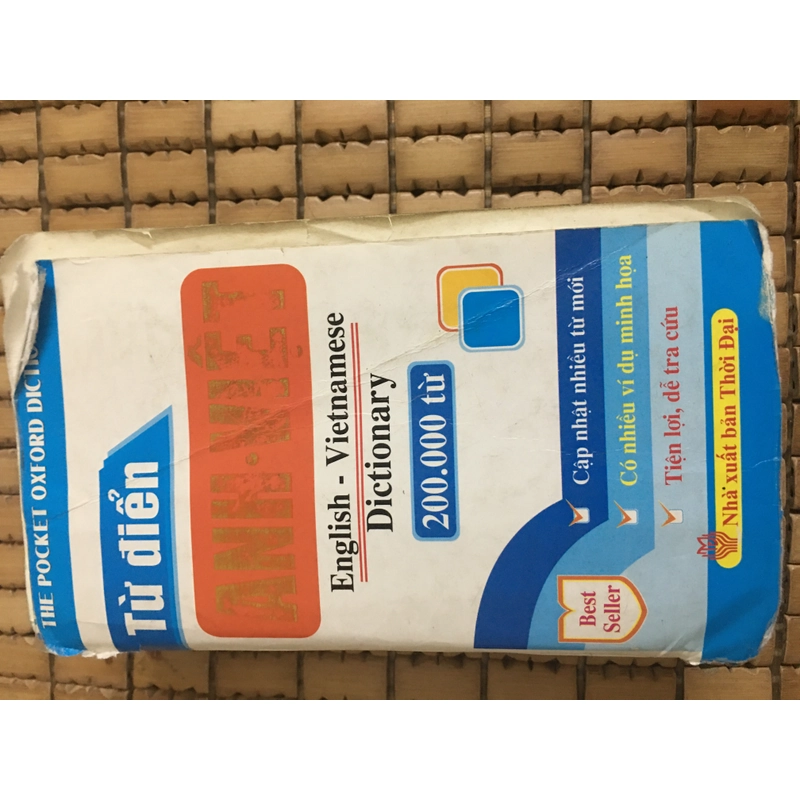 THE POCKET OXFORD
Từ điển
ANH-VIỆT
English - Vietnamese
Dictionary
200.000 từ
Cập nhật nhiều từ mới
Có nhiều ví dụ minh họa
Tiện lợi, dễ tra cứu
Best
Seller
Nhà xuất bản Thời Đại